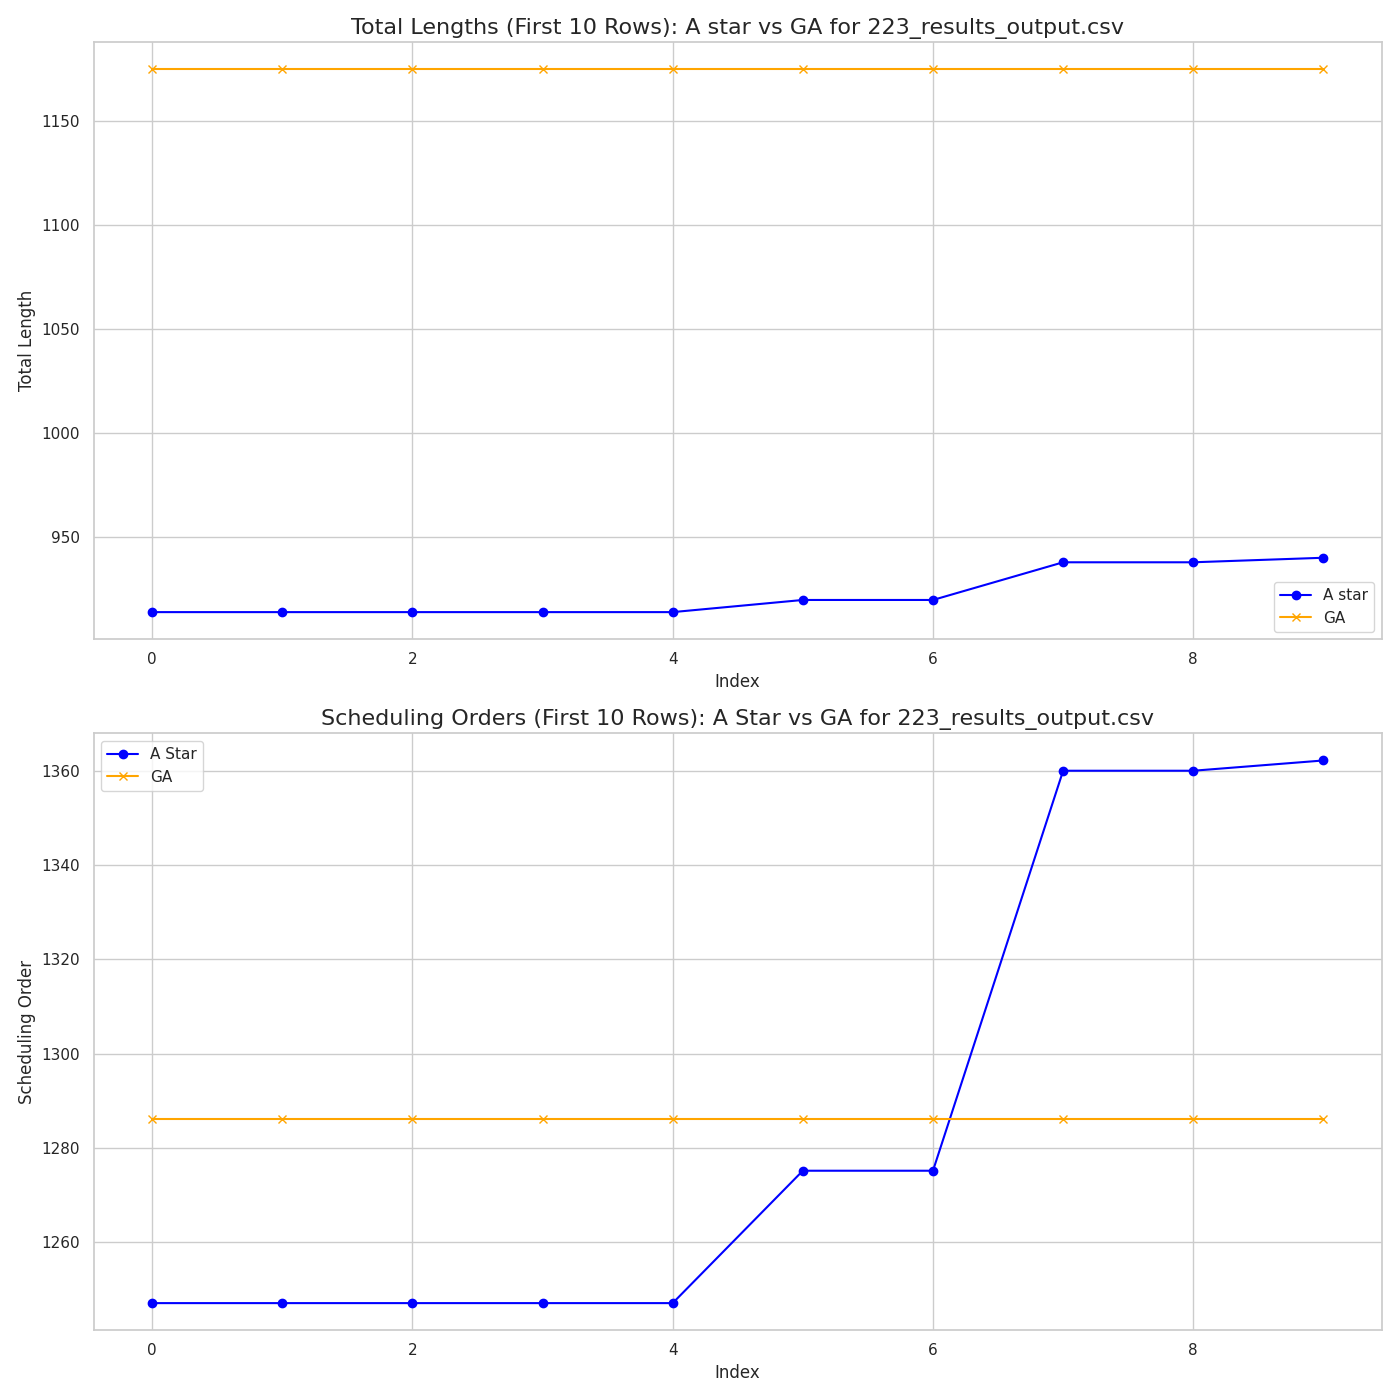 Total Lengths (First 10 Rows): A star vs GA for 223_results_output.csv
Total Length
1150
1100
1050
1000
950
A star
GA
0 2 4 6 8
Index
Scheduling Orders (First 10 Rows): A Star vs GA for 223_results_output.csv
Scheduling Order
A Star
GA
1360
1340
1320
1300
1280
1260
0 2 4 6 8
Index